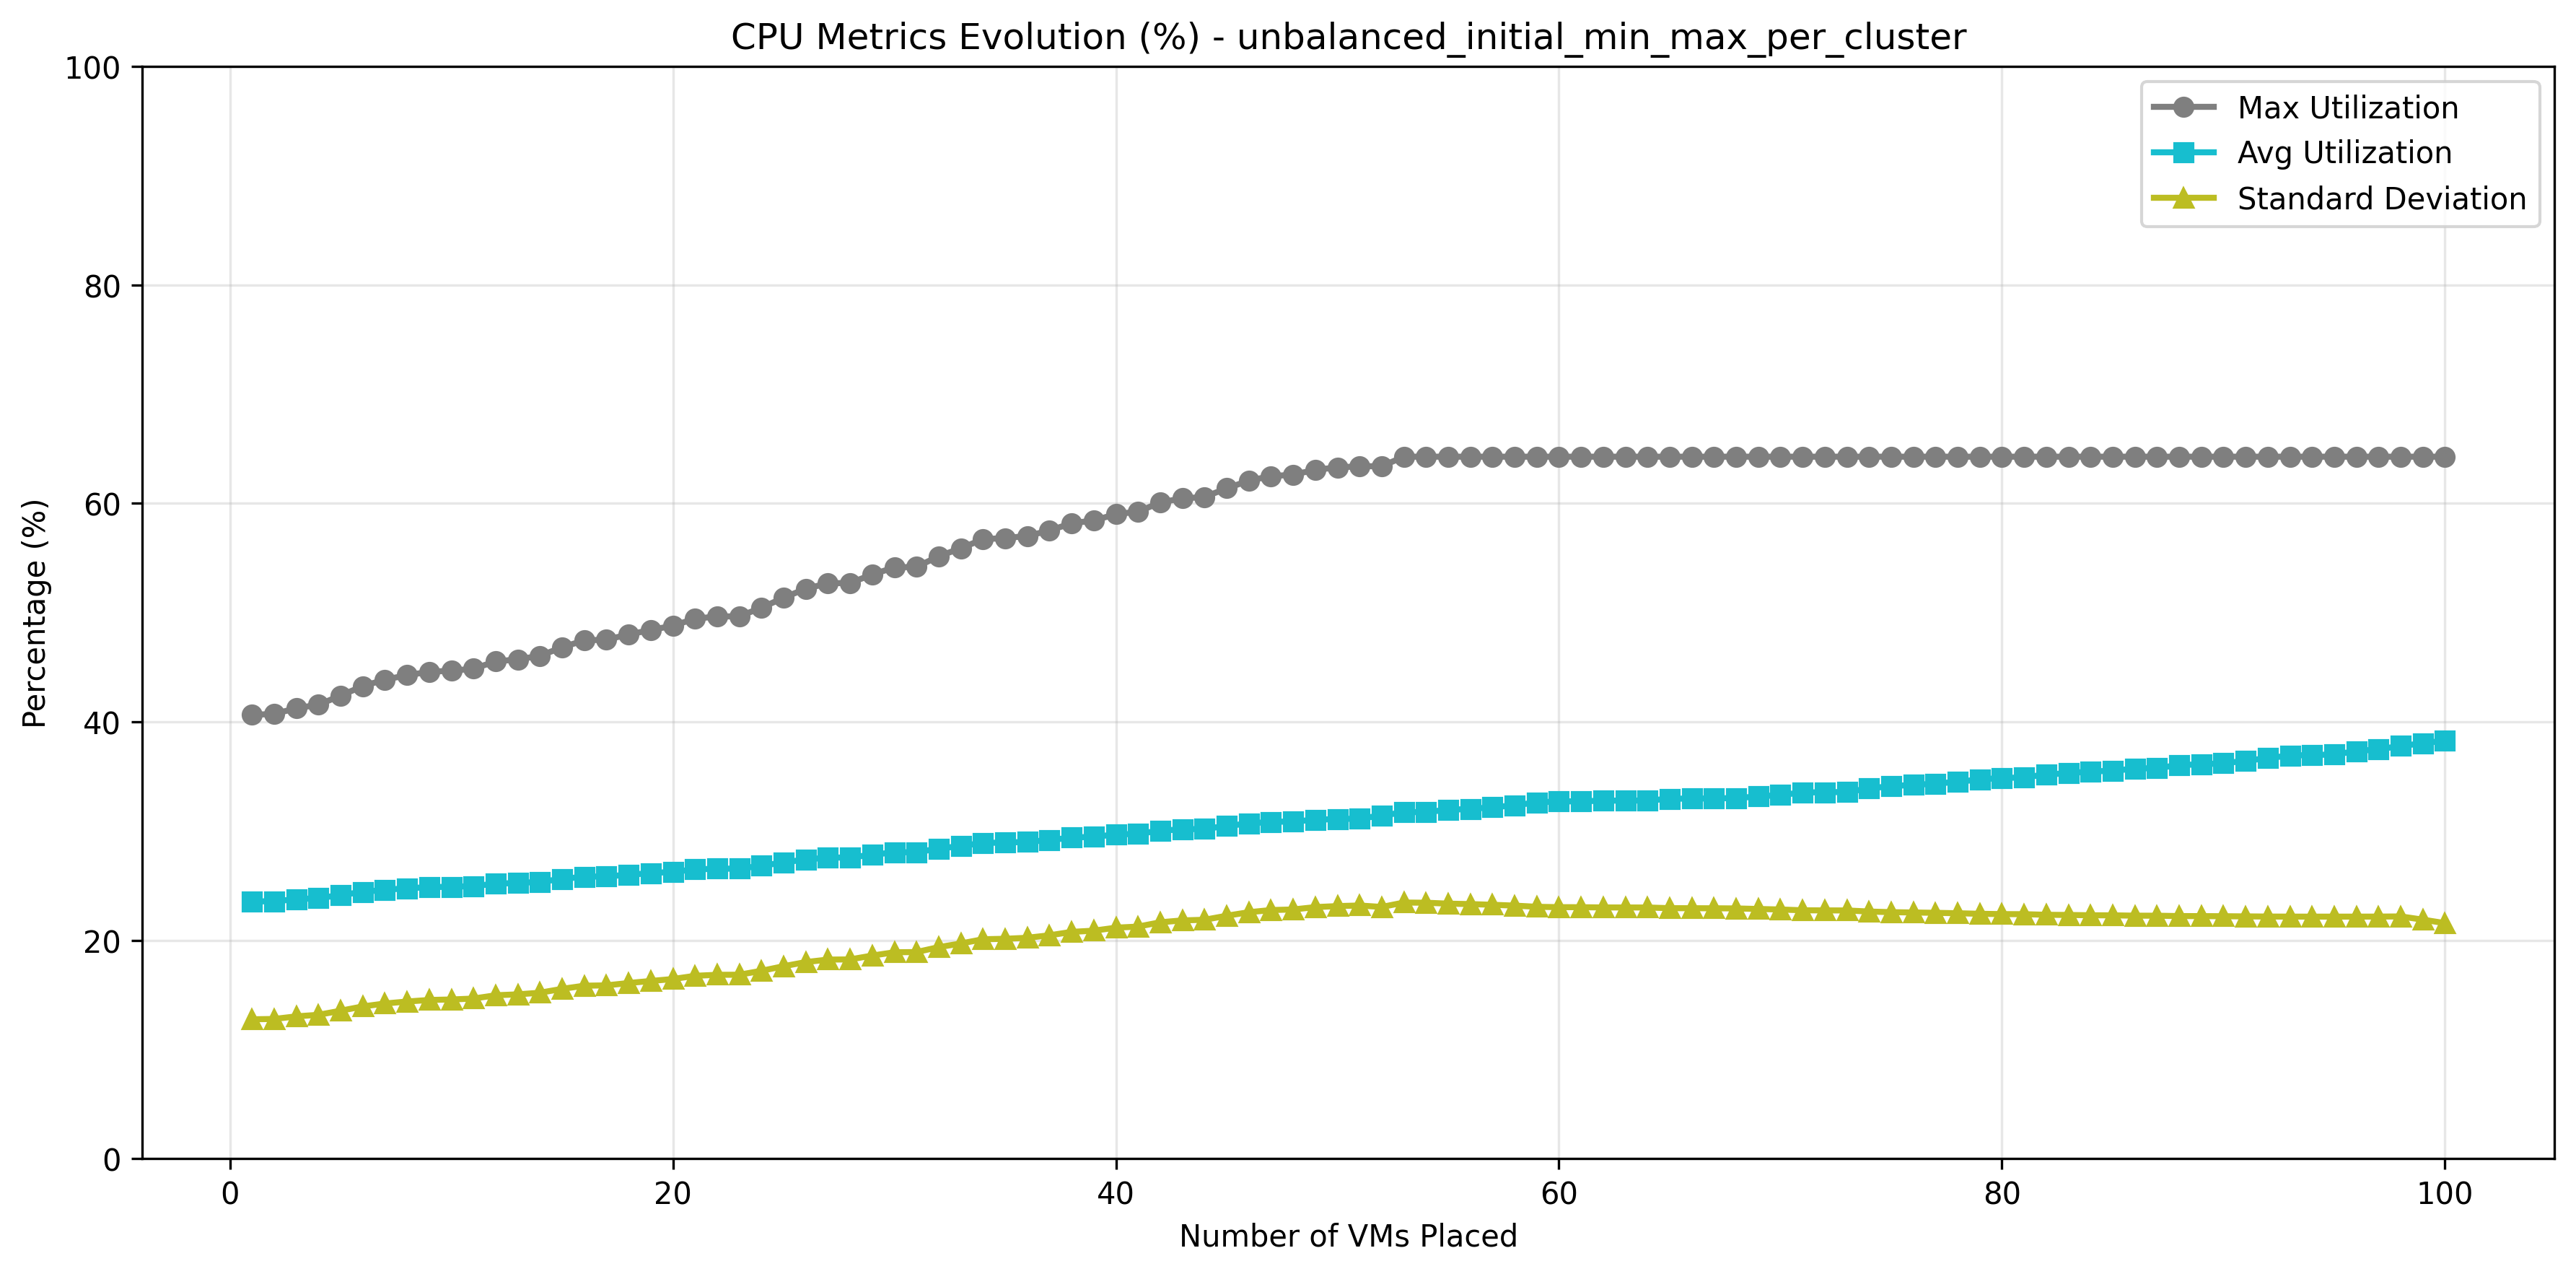 CPU Metrics Evolution (%) - unbalanced_initial_min_max_per_cluster
100
80
60
40
20
0
Percentage (%)
Max Utilization
Avg Utilization
Standard Deviation
0 20 40 60 80 100
Number of VMs Placed